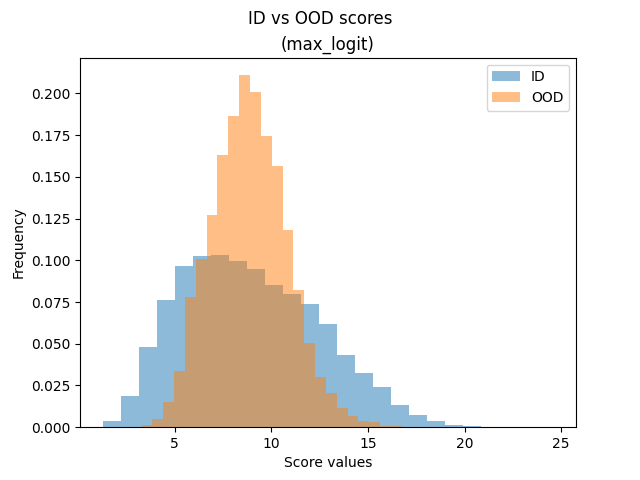 ID vs OOD scores
(max_logit)
ID
OOD
0.200
0.175
0.150
0.125
0.100
0.075
0.050
0.025
0.000
Frequency
5
10
15
20
25
Score values